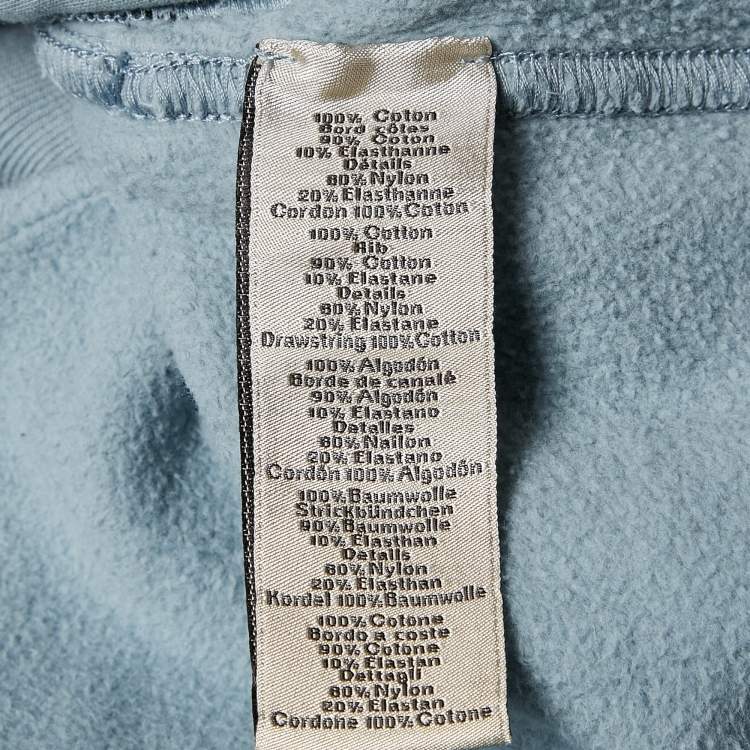 100% Coton
Bord côtes
90% Coton
10% Elasthanne
Détails
80% Nylon
20% Elasthanne
Cordon 100% Coton
100% Cotton
Rib
90% Cotton
10% Elastane
Details
80% Nylon
20% Elastane
Drawstring 100% Cotton
100% Algodón
Borde de canalé
90% Algodón
10% Elastano
Detalles
80% Nailon
20% Elastano
Cordón 100% Algodón
100% Baumwolle
Strickbündchen
90% Baumwolle
10% Elasthan
Details
80% Nylon
20% Elasthan
Kordel 100% Baumwolle
100% Cotone
Bordo a coste
90% Cotone
10% Elastan
Dettagli
80% Nylon
20% Elastan
Cordone 100% Cotone